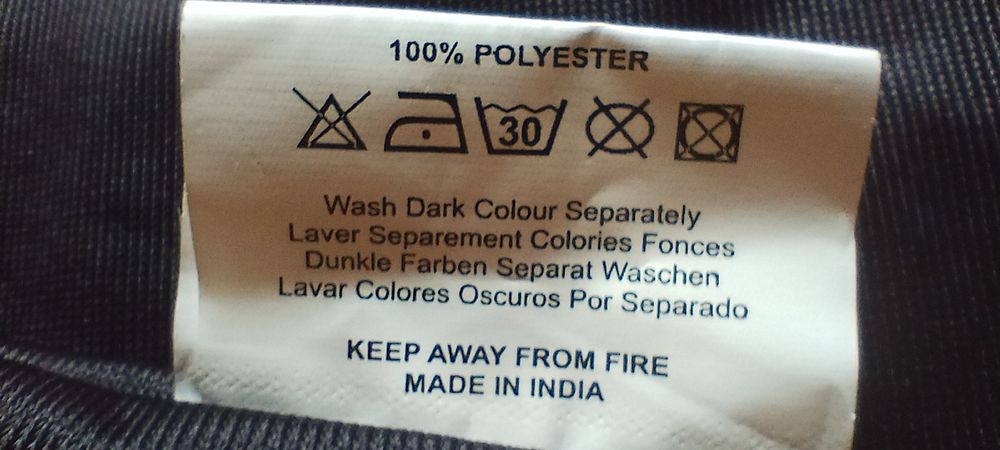 100% POLYESTER
30
Wash Dark Colour Separately
Laver Separement Colories Fonces
Dunkle Farben Separat Waschen
Lavar Colores Oscuros Por Separado
KEEP AWAY FROM FIRE
MADE IN INDIA